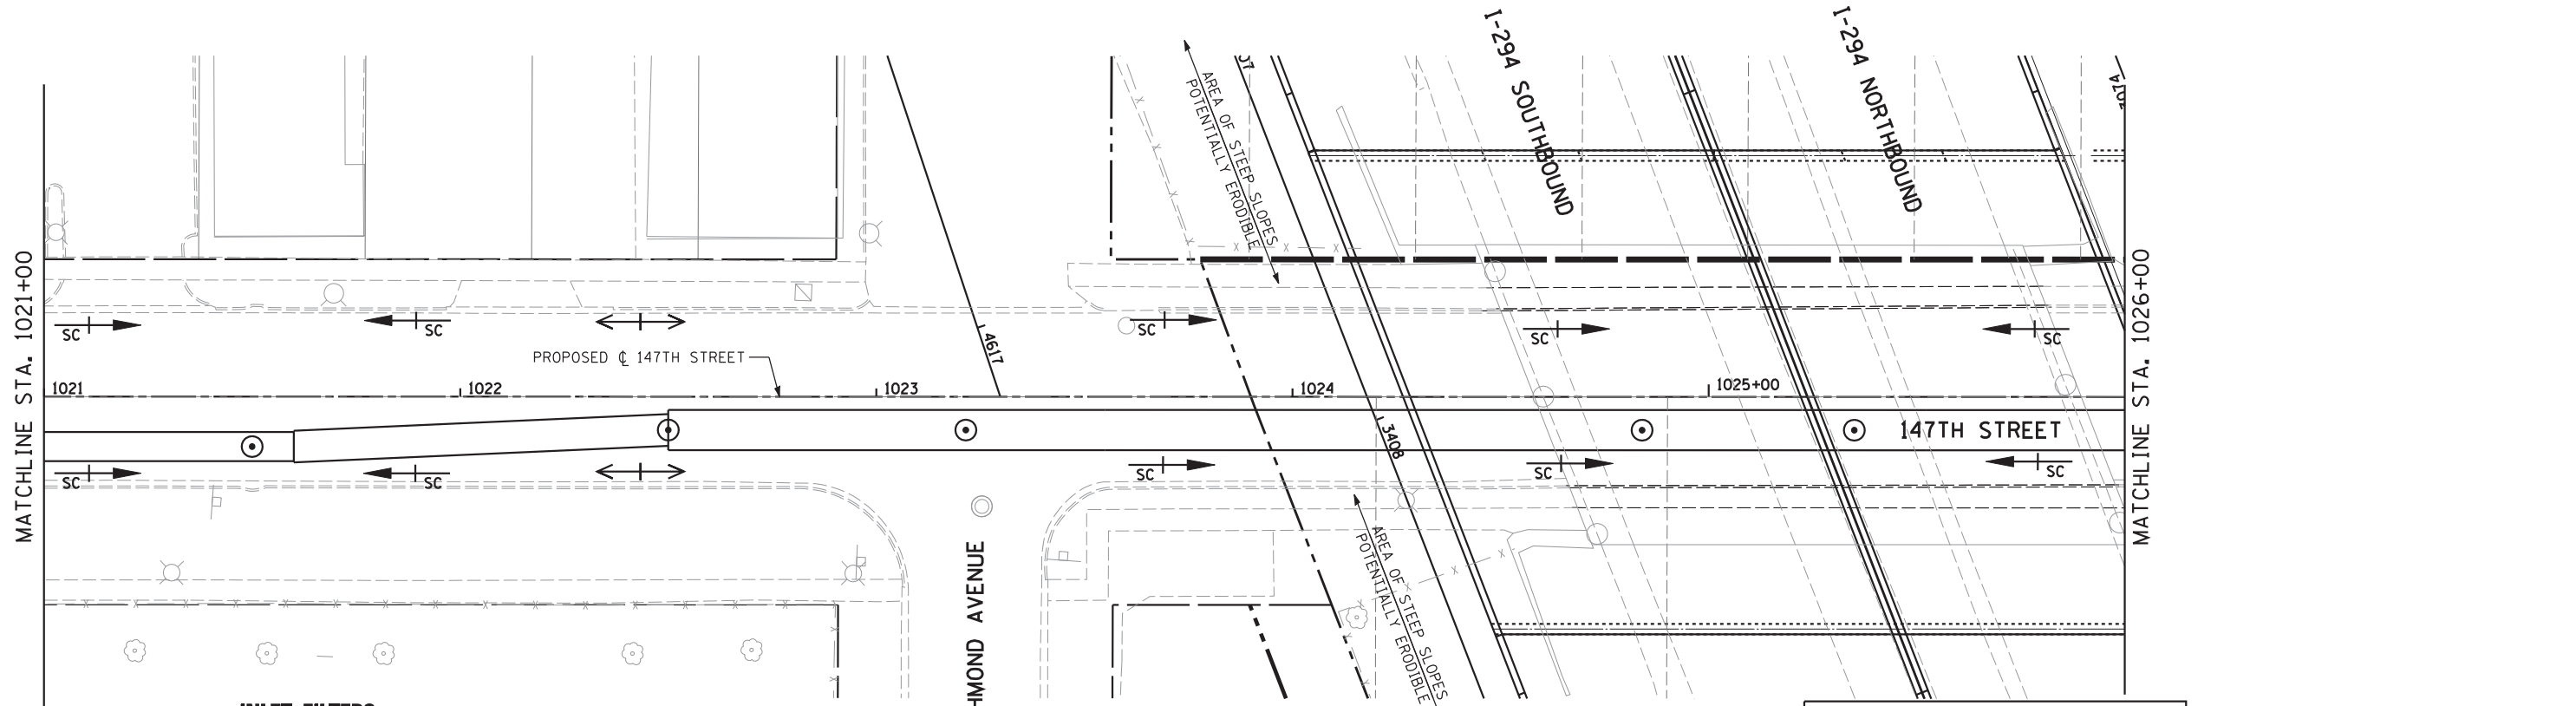 I-294 SOUTHBOUND
I-294 NORTHBOUND
AREA OF STEEP SLOPES
POTENTIALLY ERODIBLE
MATCHLINE STA. 1021+00
MATCHLINE STA. 1026+00
SC
SC
SC
SC
SC
4617
PROPOSED ℄ 147TH STREET
1021
1022
1023
1024
1025+00
3408
147TH STREET
SC
SC
SC
SC
SC
AREA OF STEEP SLOPES
POTENTIALLY ERODIBLE
HMOND AVENUE
INLET FILTERS